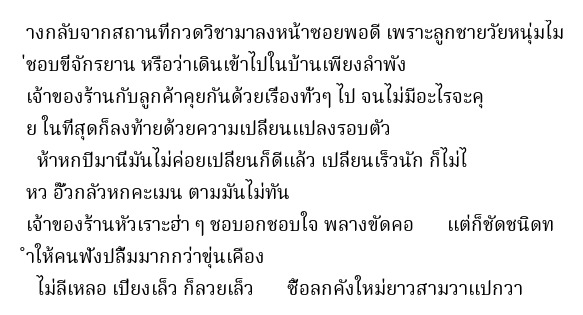 างกลับจากสถานที่กวดวิชามาลงหน้าซอยพอดี เพราะลูกชายวัยหนุ่มไม
่ชอบขี่จักรยาน หรือว่าเดินเข้าไปในบ้านเพียงลำพัง
เจ้าของร้านกับลูกค้าคุยกันด้วยเรื่องทั่วๆ ไป จนไม่มีอะไรจะคุ
ย ในที่สุดก็ลงท้ายด้วยความเปลี่ยนแปลงรอบตัว
ห้าหกปีมานี่มันไม่ค่อยเปลี่ยนก็ดีแล้ว เปลี่ยนเร็วนัก ก็ไม่ไ
หว อั๊วกลัวหกคะเมน ตามมันไม่ทัน
เจ้าของร้านหัวเราะฮ่า ๆ ชอบอกชอบใจ พลางขัดคอ แต่ก็ชัดชนิดท
ำให้คนฟังปลื้มมากกว่าขุ่นเคือง
ไม่ลีเหลอ เปี่ยงเล็ว ก็ลวยเล็ว ซื้อลกคังใหม่ยาวสามวาแปกวา